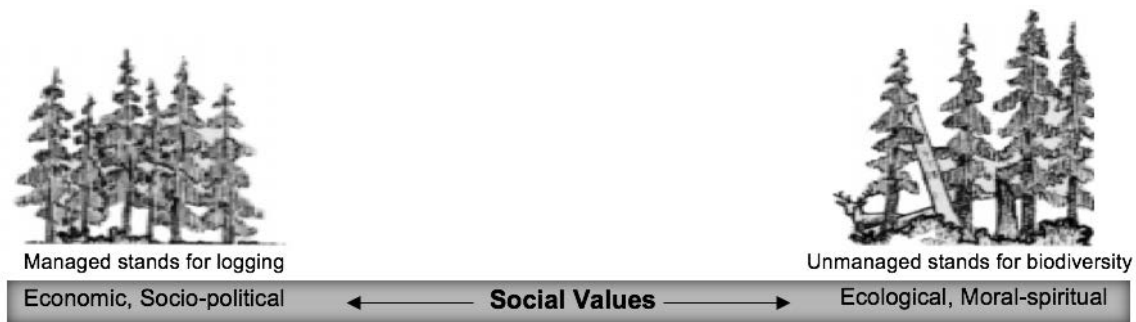 Managed stands for logging
Unmanaged stands for biodiversity
Economic, Socio-political
Social Values
Ecological, Moral-spiritual